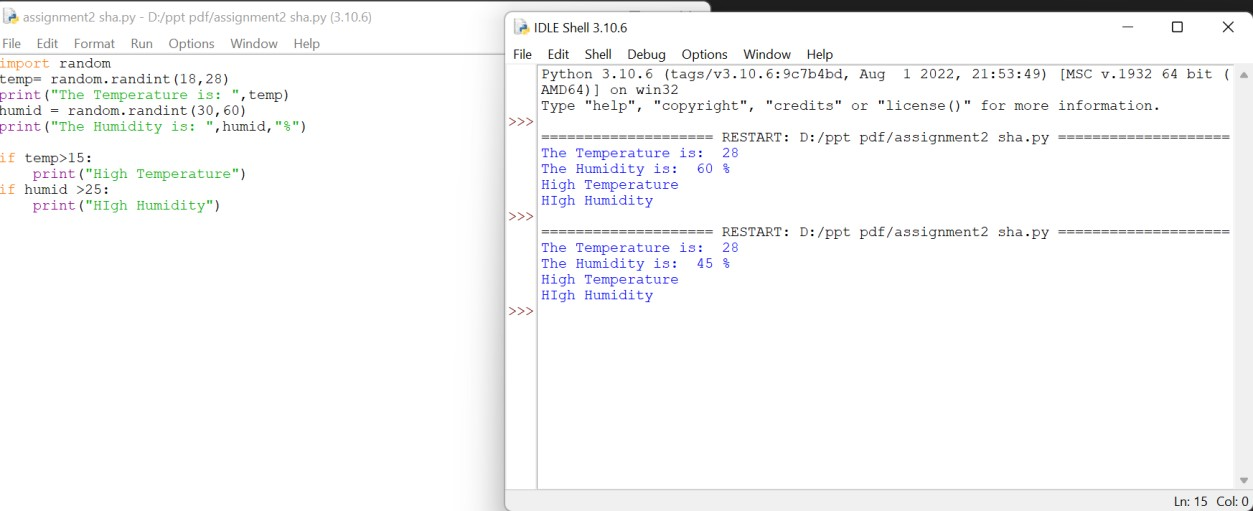 assignment2 sha.py - D:/ppt pdf/assignment2 sha.py (3.10.6)
File Edit Format Run Options Window Help
import random
temp= random.randint(18,28)
print("The Temperature is: ",temp)
humid = random.randint(30,60)
print("The Humidity is: ",humid,"%")
if temp>15:
    print("High Temperature")
if humid >25:
    print("HIgh Humidity")
IDLE Shell 3.10.6
File Edit Shell Debug Options Window Help
Python 3.10.6 (tags/v3.10.6:9c7b4bd, Aug  1 2022, 21:53:49) [MSC v.1932 64 bit (
AMD64)] on win32
Type "help", "copyright", "credits" or "license()" for more information.
>>>
==================== RESTART: D:/ppt pdf/assignment2 sha.py ====================
The Temperature is:  28
The Humidity is:  60 %
High Temperature
HIgh Humidity
>>>
==================== RESTART: D:/ppt pdf/assignment2 sha.py ====================
The Temperature is:  28
The Humidity is:  45 %
High Temperature
HIgh Humidity
>>>
Ln: 15 Col: 0